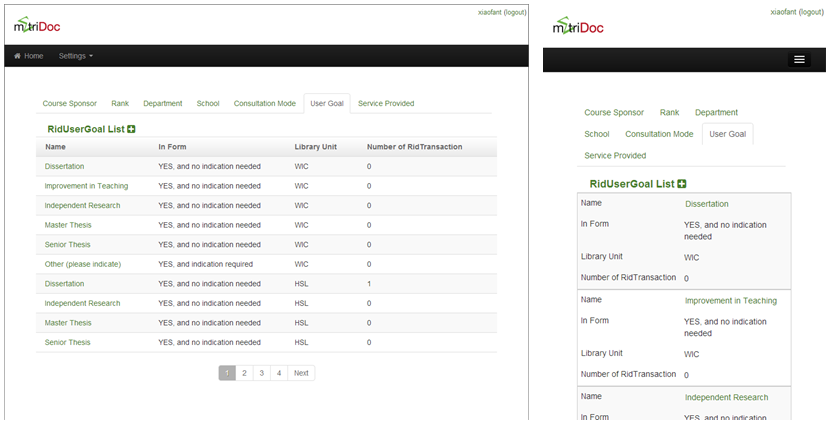 xiaofant (logout)
metriDoc
Home Settings
Course Sponsor Rank Department School Consultation Mode User Goal Service Provided
RidUserGoal List
Name In Form Library Unit Number of RidTransaction
Dissertation YES, and no indication needed WIC 0
Improvement in Teaching YES, and no indication needed WIC 0
Independent Research YES, and no indication needed WIC 0
Master Thesis YES, and no indication needed WIC 0
Senior Thesis YES, and no indication needed WIC 0
Other (please indicate) YES, and indication required WIC 0
Dissertation YES, and no indication needed HSL 1
Independent Research YES, and no indication needed HSL 0
Master Thesis YES, and no indication needed HSL 0
Senior Thesis YES, and no indication needed HSL 0
1 2 3 4 Next
xiaofant (logout)
metriDoc
Course Sponsor Rank Department
School Consultation Mode User Goal
Service Provided
RidUserGoal List
Name Dissertation
In Form YES, and no indication
needed
Library Unit WIC
Number of RidTransaction 0
Name Improvement in Teaching
In Form YES, and no indication
needed
Library Unit WIC
Number of RidTransaction 0
Name Independent Research
In Form YES, and no indication